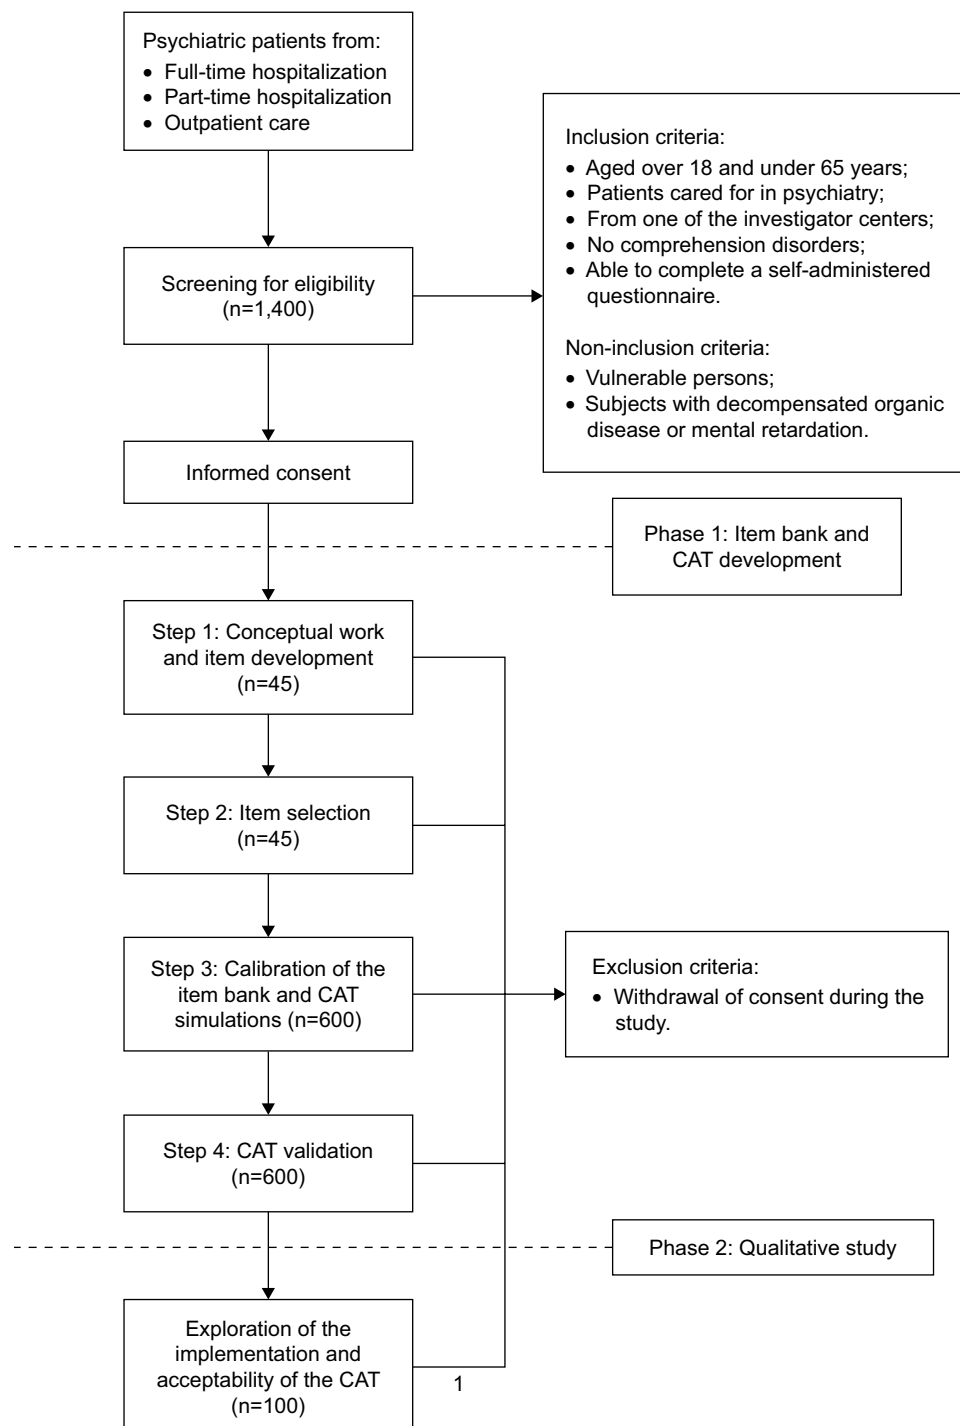 Psychiatric patients from:
• Full-time hospitalization
• Part-time hospitalization
• Outpatient care
Screening for eligibility
(n=1,400)
Inclusion criteria:
• Aged over 18 and under 65 years;
• Patients cared for in psychiatry;
• From one of the investigator centers;
• No comprehension disorders;
• Able to complete a self-administered
questionnaire.
Non-inclusion criteria:
• Vulnerable persons;
• Subjects with decompensated organic
disease or mental retardation.
Informed consent
Phase 1: Item bank and
CAT development
Step 1: Conceptual work
and item development
(n=45)
Step 2: Item selection
(n=45)
Step 3: Calibration of the
item bank and CAT
simulations (n=600)
Exclusion criteria:
• Withdrawal of consent during the
study.
Step 4: CAT validation
(n=600)
Phase 2: Qualitative study
Exploration of the
implementation and
acceptability of the CAT
(n=100)
1